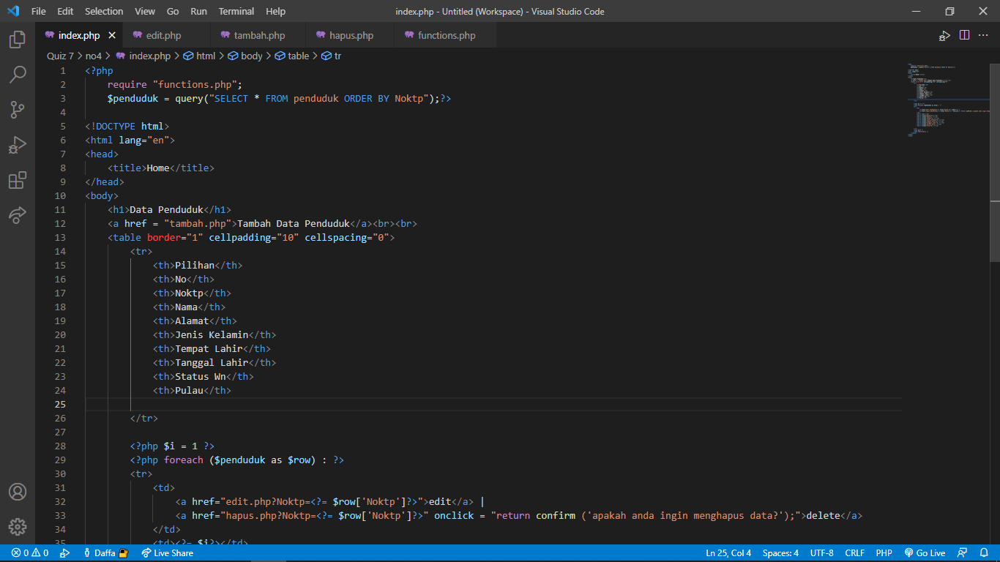 File Edit Selection View Go Run Terminal Help index.php - Untitled (Workspace) - Visual Studio Code
index.php edit.php tambah.php hapus.php functions.php
Quiz 7 > no4 > index.php > html > body > table > tr
1 <?php
2 require "functions.php";
3 $penduduk = query("SELECT * FROM penduduk ORDER BY Noktp");?>
4
5 <!DOCTYPE html>
6 <html lang="en">
7 <head>
8 <title>Home</title>
9 </head>
10 <body>
11 <h1>Data Penduduk</h1>
12 <a href = "tambah.php">Tambah Data Penduduk</a><br><br>
13 <table border="1" cellpadding="10" cellspacing="0">
14 <tr>
15 <th>Pilihan</th>
16 <th>No</th>
17 <th>Noktp</th>
18 <th>Nama</th>
19 <th>Alamat</th>
20 <th>Jenis Kelamin</th>
21 <th>Tempat Lahir</th>
22 <th>Tanggal Lahir</th>
23 <th>Status Wn</th>
24 <th>Pulau</th>
25
26 </tr>
27
28 <?php $i = 1 ?>
29 <?php foreach ($penduduk as $row) : ?>
30 <tr>
31 <td>
32 <a href="edit.php?Noktp=<?= $row['Noktp']?>">edit</a> |
33 <a href="hapus.php?Noktp=<?= $row['Noktp']?>" onclick = "return confirm ('apakah anda ingin menghapus data?');">delete</a>
34 </td>
35 <td><?= $i?></td>
0 0 Daffa Live Share Ln 25, Col 4 Spaces: 4 UTF-8 CRLF PHP Go Live